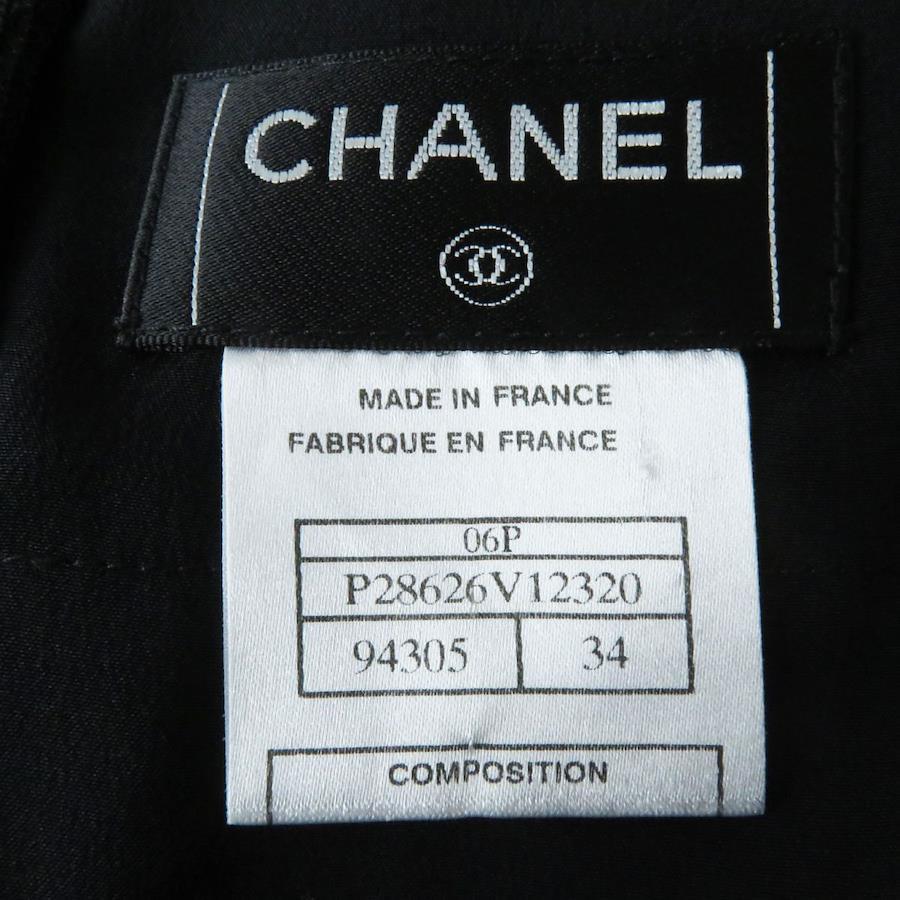 CHANEL
MADE IN FRANCE
FABRIQUE EN FRANCE
06P
P28626V12320
94305 34
COMPOSITION